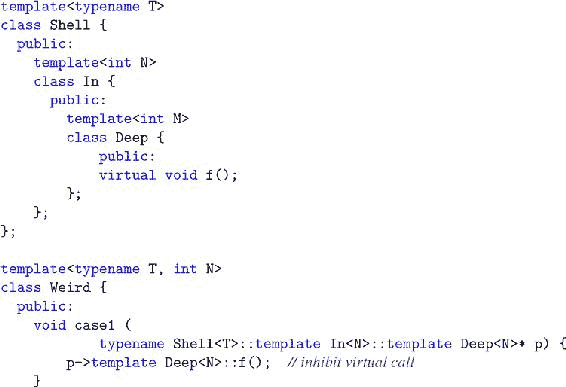 template<typename T>
class Shell {
  public:
    template<int N>
    class In {
      public:
        template<int M>
        class Deep {
            public:
            virtual void f();
        };
    };
};

template<typename T, int N>
class Weird {
  public:
    void case1 (
            typename Shell<T>::template In<N>::template Deep<N>* p) {
        p->template Deep<N>::f();  // inhibit virtual call
    }